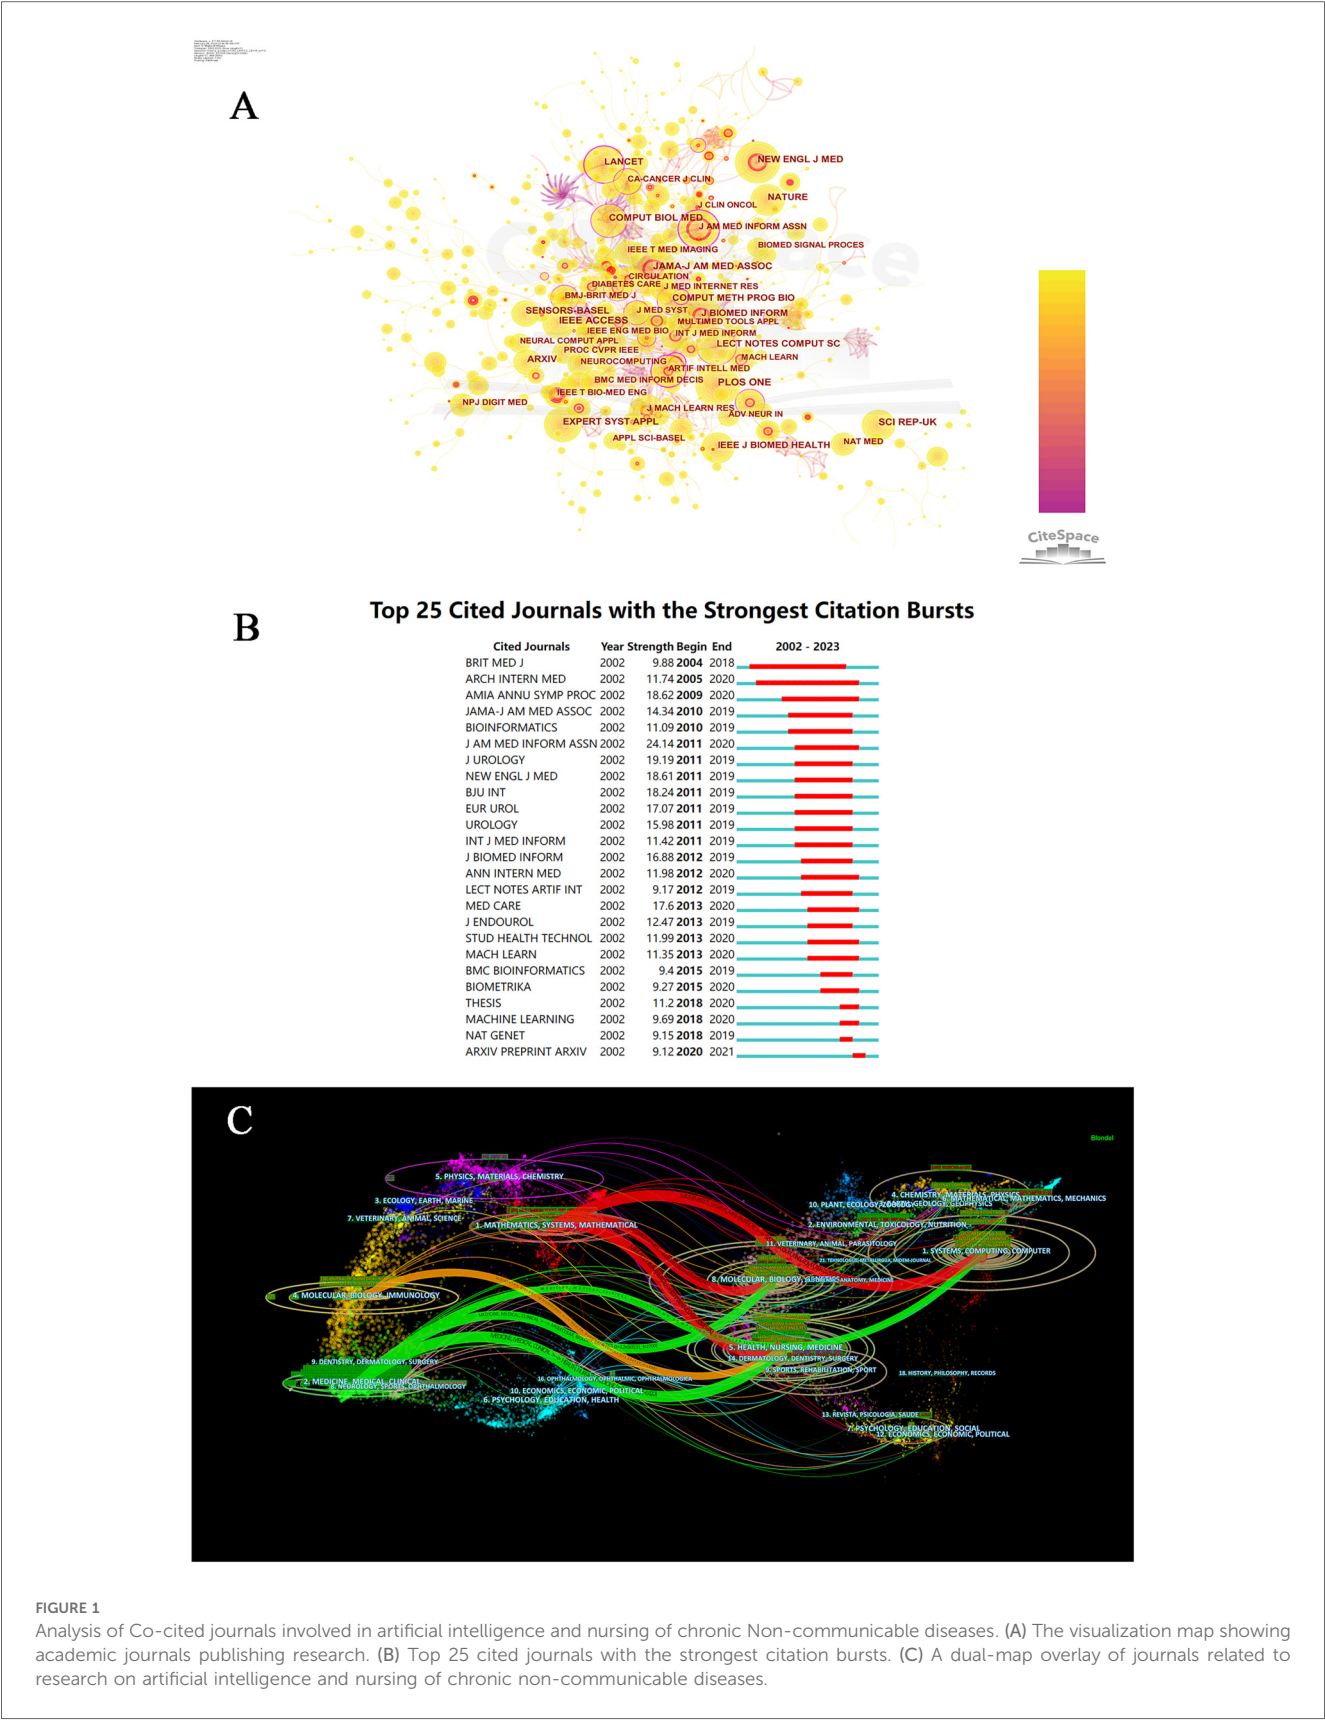 A
LANCET
NEW ENGL J MED
CA-CANCER J CLIN
NATURE
J CLIN ONCOL
COMPUT BIOL MED
J AM MED INFORM ASSN
BIOMED SIGNAL PROCES
IEEE T MED IMAGING
JAMA-J AM MED ASSOC
CIRCULATION
DIABETES CARE
J MED INTERNET RES
BMJ-BRIT MED J
COMPUT METH PROG BIO
SENSORS-BASEL
J MED SYST
J BIOMED INFORM
IEEE ACCESS
MULTIMED TOOLS APPL
IEEE ENG MED BIO
INT J MED INFORM
NEURAL COMPUT APPL
LECT NOTES COMPUT SC
PROC CVPR IEEE
ARXIV
NEUROCOMPUTING
MACH LEARN
ARTIF INTELL MED
BMC MED INFORM DECIS
PLOS ONE
IEEE T BIO-MED ENG
NPJ DIGIT MED
J MACH LEARN RES
ADV NEUR IN
EXPERT SYST APPL
SCI REP-UK
APPL SCI-BASEL
IEEE J BIOMED HEALTH
NAT MED
CiteSpace
B
Top 25 Cited Journals with the Strongest Citation Bursts
Cited Journals Year Strength Begin End 2002 - 2023
BRIT MED J 2002 9.88 2004 2018
ARCH INTERN MED 2002 11.74 2005 2020
AMIA ANNU SYMP PROC 2002 18.62 2009 2020
JAMA-J AM MED ASSOC 2002 14.34 2010 2019
BIOINFORMATICS 2002 11.09 2010 2019
J AM MED INFORM ASSN 2002 24.14 2011 2020
J UROLOGY 2002 19.19 2011 2019
NEW ENGL J MED 2002 18.61 2011 2019
BJU INT 2002 18.24 2011 2019
EUR UROL 2002 17.07 2011 2019
UROLOGY 2002 15.98 2011 2019
INT J MED INFORM 2002 11.42 2011 2019
J BIOMED INFORM 2002 16.88 2012 2019
ANN INTERN MED 2002 11.98 2012 2020
LECT NOTES ARTIF INT 2002 9.17 2012 2019
MED CARE 2002 17.6 2013 2020
J ENDOUROL 2002 12.47 2013 2019
STUD HEALTH TECHNOL 2002 11.99 2013 2020
MACH LEARN 2002 11.35 2013 2020
BMC BIOINFORMATICS 2002 9.4 2015 2019
BIOMETRIKA 2002 9.27 2015 2020
THESIS 2002 11.2 2018 2020
MACHINE LEARNING 2002 9.69 2018 2020
NAT GENET 2002 9.15 2018 2019
ARXIV PREPRINT ARXIV 2002 9.12 2020 2021
C
Blondel
5. PHYSICS, MATERIALS, CHEMISTRY
3. ECOLOGY, EARTH, MARINE
7. VETERINARY, ANIMAL, SCIENCE
1. MATHEMATICS, SYSTEMS, MATHEMATICAL
4. MOLECULAR, BIOLOGY, IMMUNOLOGY
9. DENTISTRY, DERMATOLOGY, SURGERY
2. MEDICINE, MEDICAL, CLINICAL
8. NEUROLOGY, SPORTS, OPHTHALMOLOGY
16. OPHTHALMOLOGY, OPHTHALMIC, OPHTHALMOLOGICA
10. ECONOMICS, ECONOMIC, POLITICAL
6. PSYCHOLOGY, EDUCATION, HEALTH
4. CHEMISTRY, MATERIALS, PHYSICS
MATHEMATICAL, MATHEMATICS, MECHANICS
10. PLANT, ECOLOGY, ZOOLOGY
GEOLOGY, GEOPHYSICS
2. ENVIRONMENTAL, TOXICOLOGY, NUTRITION
11. VETERINARY, ANIMAL, PARASITOLOGY
1. SYSTEMS, COMPUTING, COMPUTER
8. MOLECULAR, BIOLOGY, GENETICS
ANATOMY, MEDICINE
5. HEALTH, NURSING, MEDICINE
14. DERMATOLOGY, DENTISTRY, SURGERY
9. SPORTS, REHABILITATION, SPORT
18. HISTORY, PHILOSOPHY, RECORDS
13. REVISTA, PSICOLOGIA, SAUDE
7. PSYCHOLOGY, EDUCATION, SOCIAL
12. ECONOMICS, ECONOMIC, POLITICAL
FIGURE 1
Analysis of Co-cited journals involved in artificial intelligence and nursing of chronic Non-communicable diseases. (A) The visualization map showing
academic journals publishing research. (B) Top 25 cited journals with the strongest citation bursts. (C) A dual-map overlay of journals related to
research on artificial intelligence and nursing of chronic non-communicable diseases.